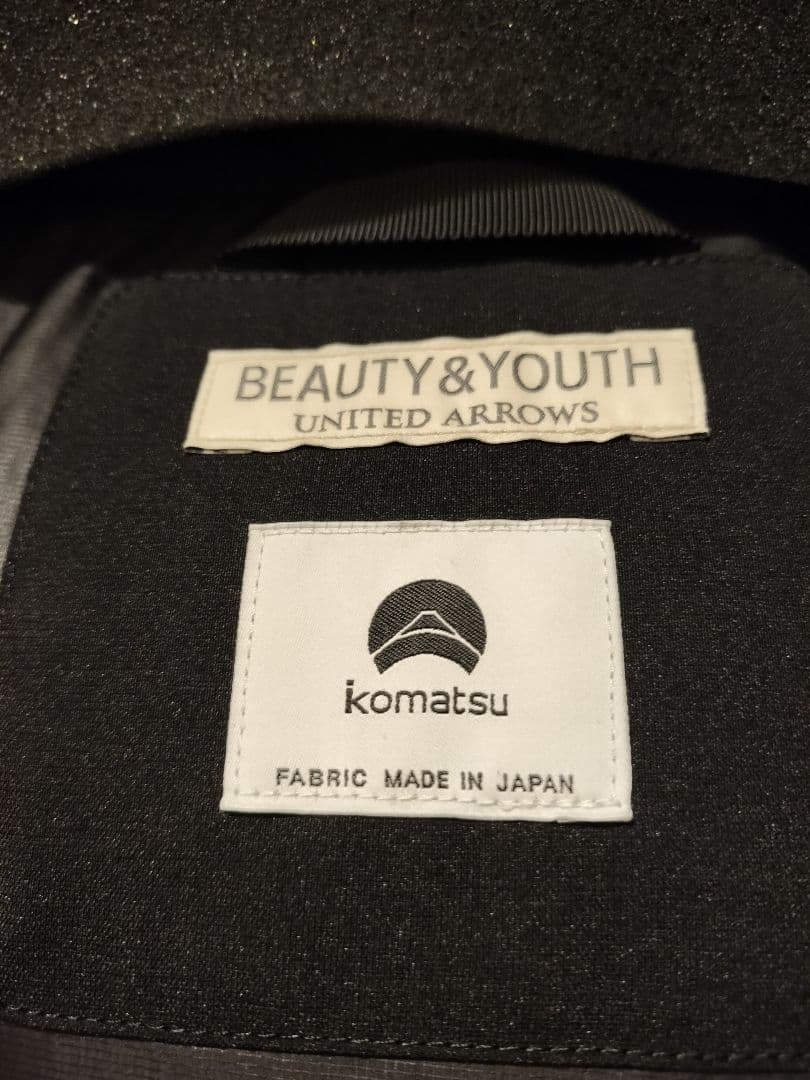 BEAUTY&YOUTH
UNITED ARROWS
komatsu
FABRIC MADE IN JAPAN